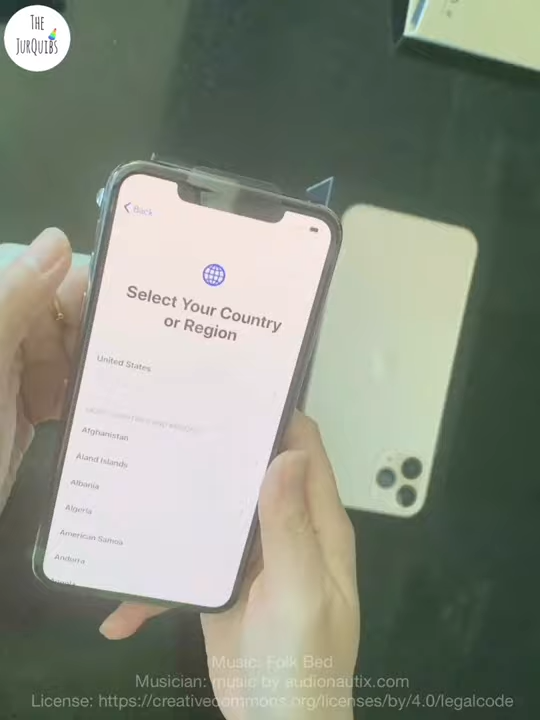 THE
JURQUIBS
Back
Select Your Country
or Region
United States
Afghanistan
Åland Islands
Albania
Algeria
American Samoa
Andorra
Music: Folk Bed
Musician: music by audionautix.com
License: https://creativecommons.org/licenses/by/4.0/legalcode